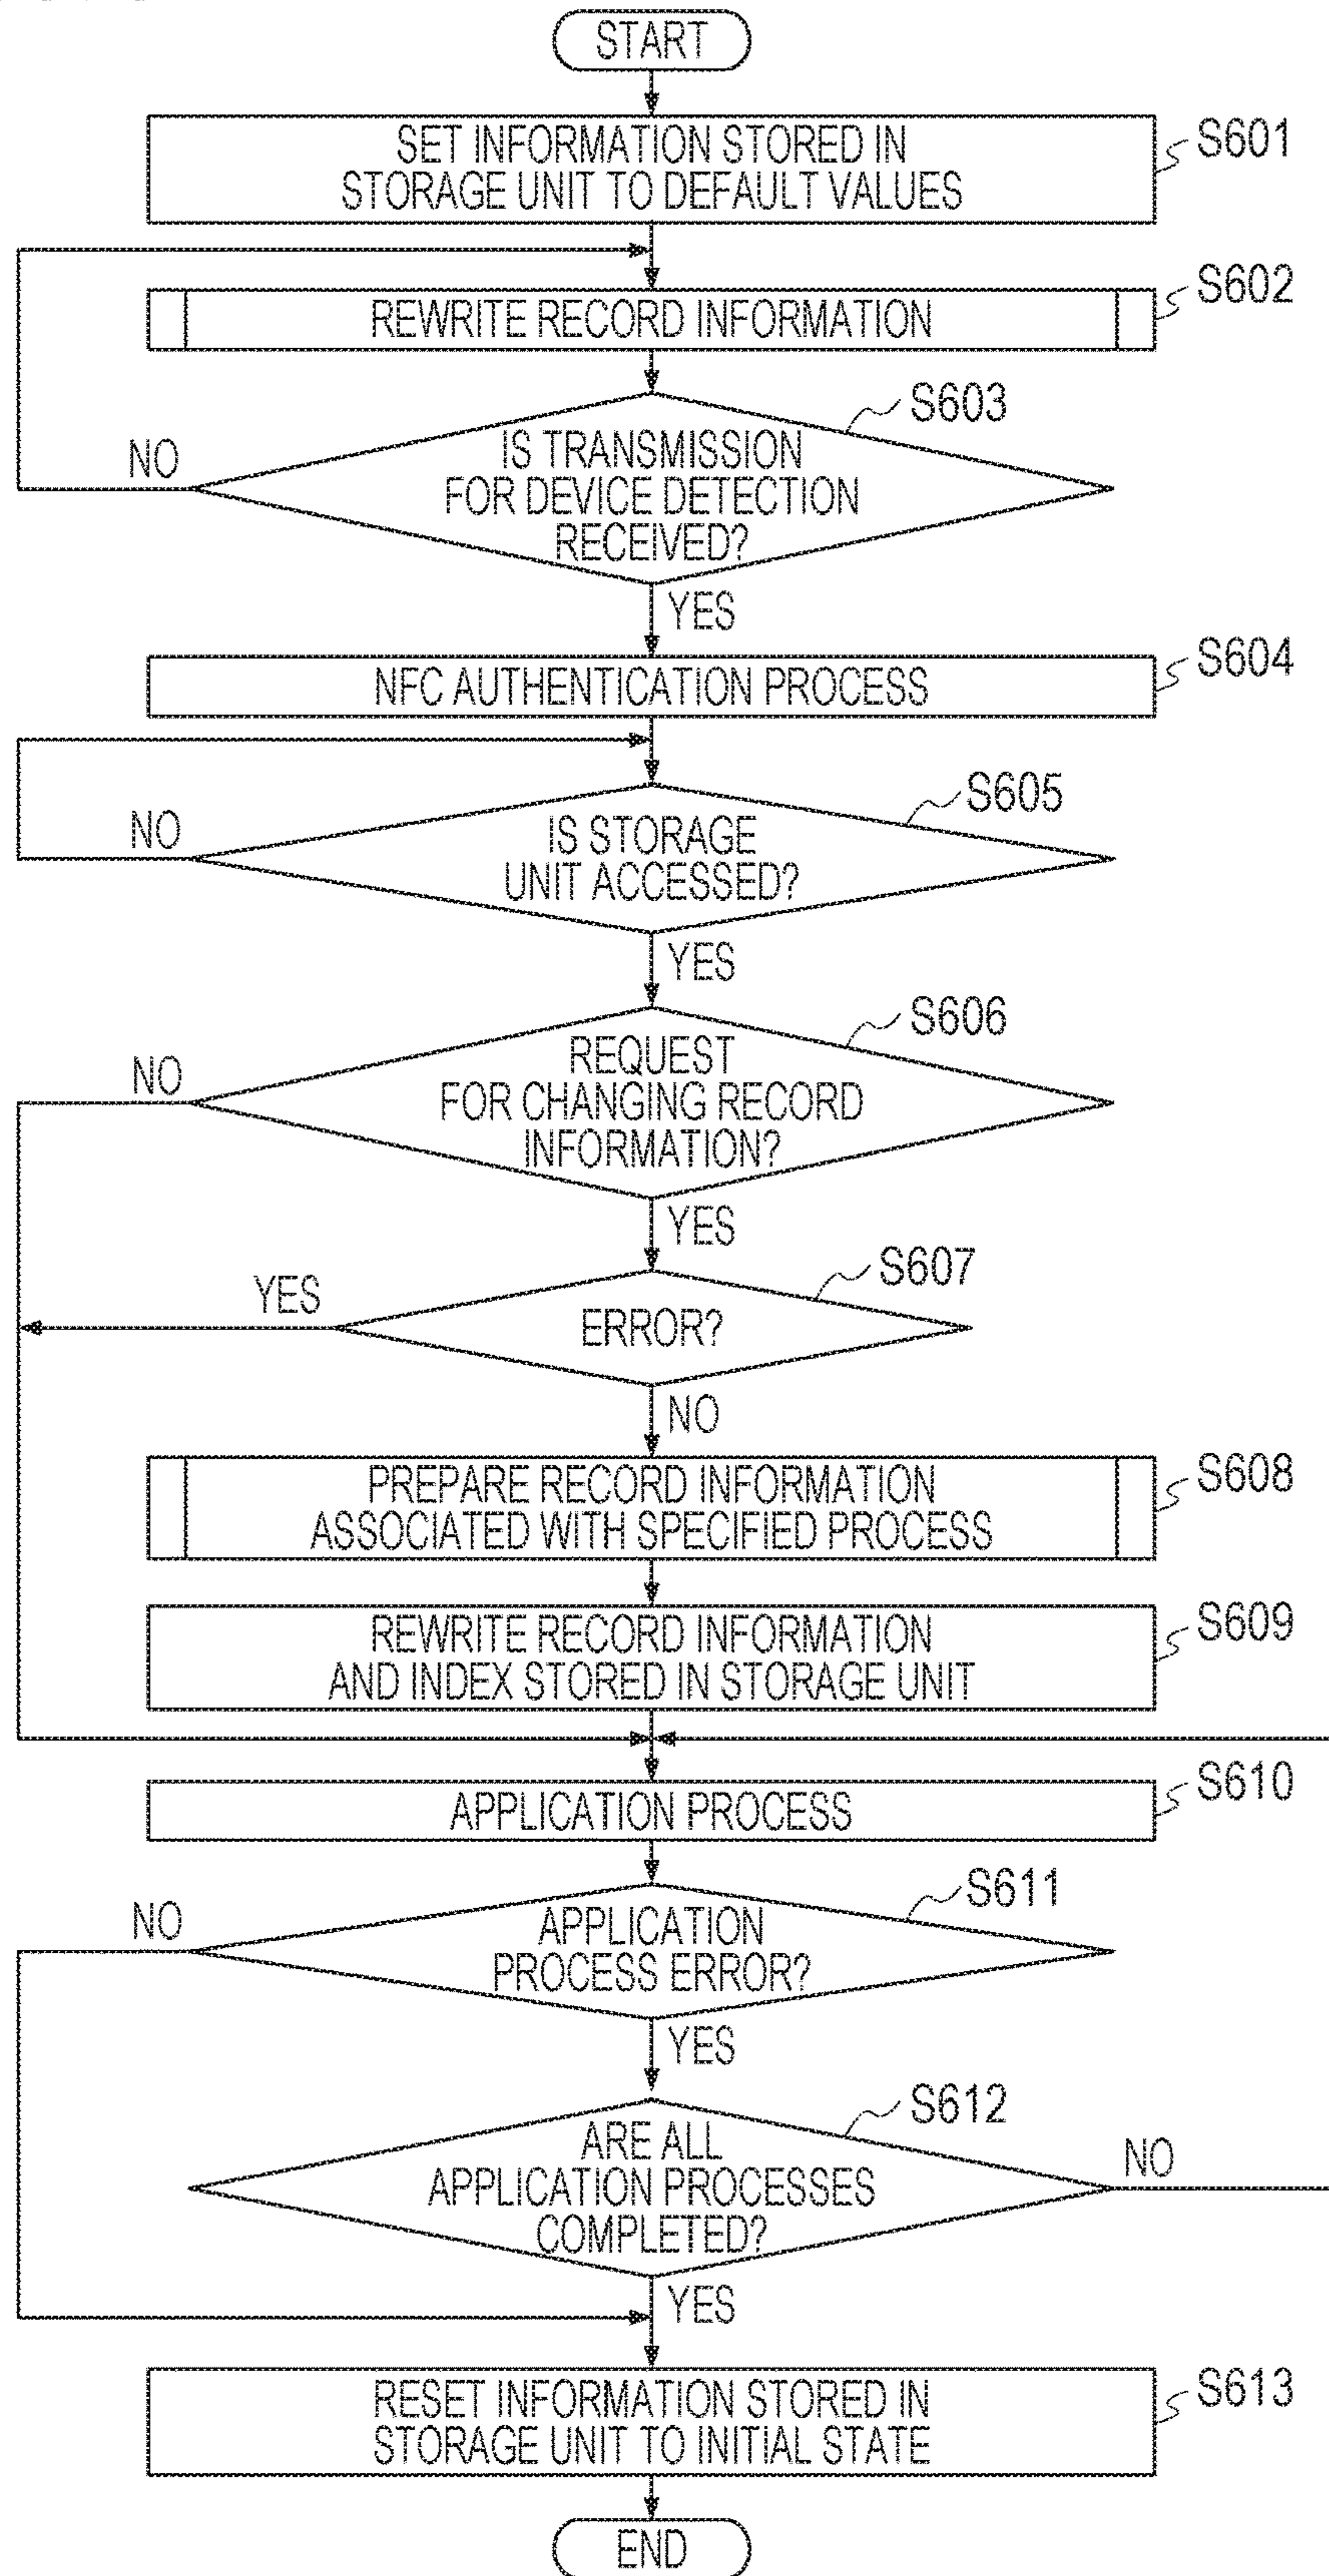 START
SET INFORMATION STORED IN
STORAGE UNIT TO DEFAULT VALUES
S601
REWRITE RECORD INFORMATION
S602
S603
IS TRANSMISSION
FOR DEVICE DETECTION
RECEIVED?
NO
YES
NFC AUTHENTICATION PROCESS
S604
S605
IS STORAGE
UNIT ACCESSED?
NO
YES
S606
REQUEST
FOR CHANGING RECORD
INFORMATION?
NO
YES
S607
ERROR?
YES
NO
PREPARE RECORD INFORMATION
ASSOCIATED WITH SPECIFIED PROCESS
S608
REWRITE RECORD INFORMATION
AND INDEX STORED IN STORAGE UNIT
S609
APPLICATION PROCESS
S610
S611
APPLICATION
PROCESS ERROR?
NO
YES
S612
ARE ALL
APPLICATION PROCESSES
COMPLETED?
NO
YES
RESET INFORMATION STORED IN
STORAGE UNIT TO INITIAL STATE
S613
END